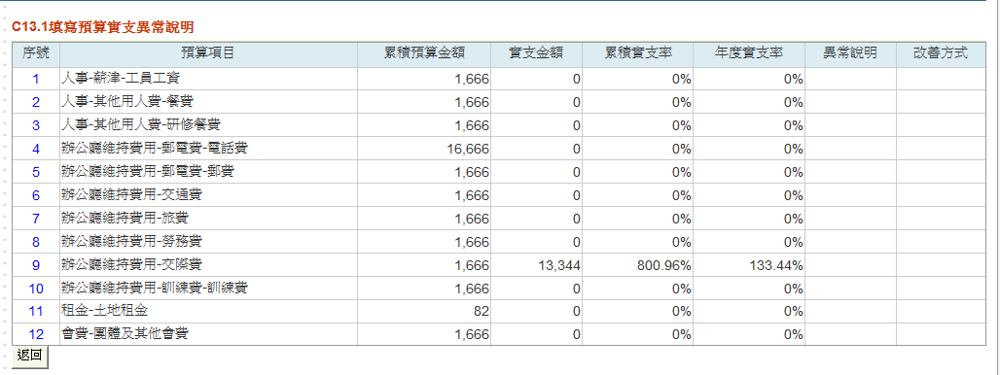 C13.1填寫預算實支異常說明
序號 預算項目 累積預算金額 實支金額 累積實支率 年度實支率 異常說明 改善方式
1 人事-薪津-工員工資 1,666 0 0% 0%
2 人事-其他用人費-餐費 1,666 0 0% 0%
3 人事-其他用人費-研修餐費 1,666 0 0% 0%
4 辦公廳維持費用-郵電費-電話費 16,666 0 0% 0%
5 辦公廳維持費用-郵電費-郵費 1,666 0 0% 0%
6 辦公廳維持費用-交通費 1,666 0 0% 0%
7 辦公廳維持費用-旅費 1,666 0 0% 0%
8 辦公廳維持費用-勞務費 1,666 0 0% 0%
9 辦公廳維持費用-交際費 1,666 13,344 800.96% 133.44%
10 辦公廳維持費用-訓練費-訓練費 1,666 0 0% 0%
11 租金-土地租金 82 0 0% 0%
12 會費-團體及其他會費 1,666 0 0% 0%
返回